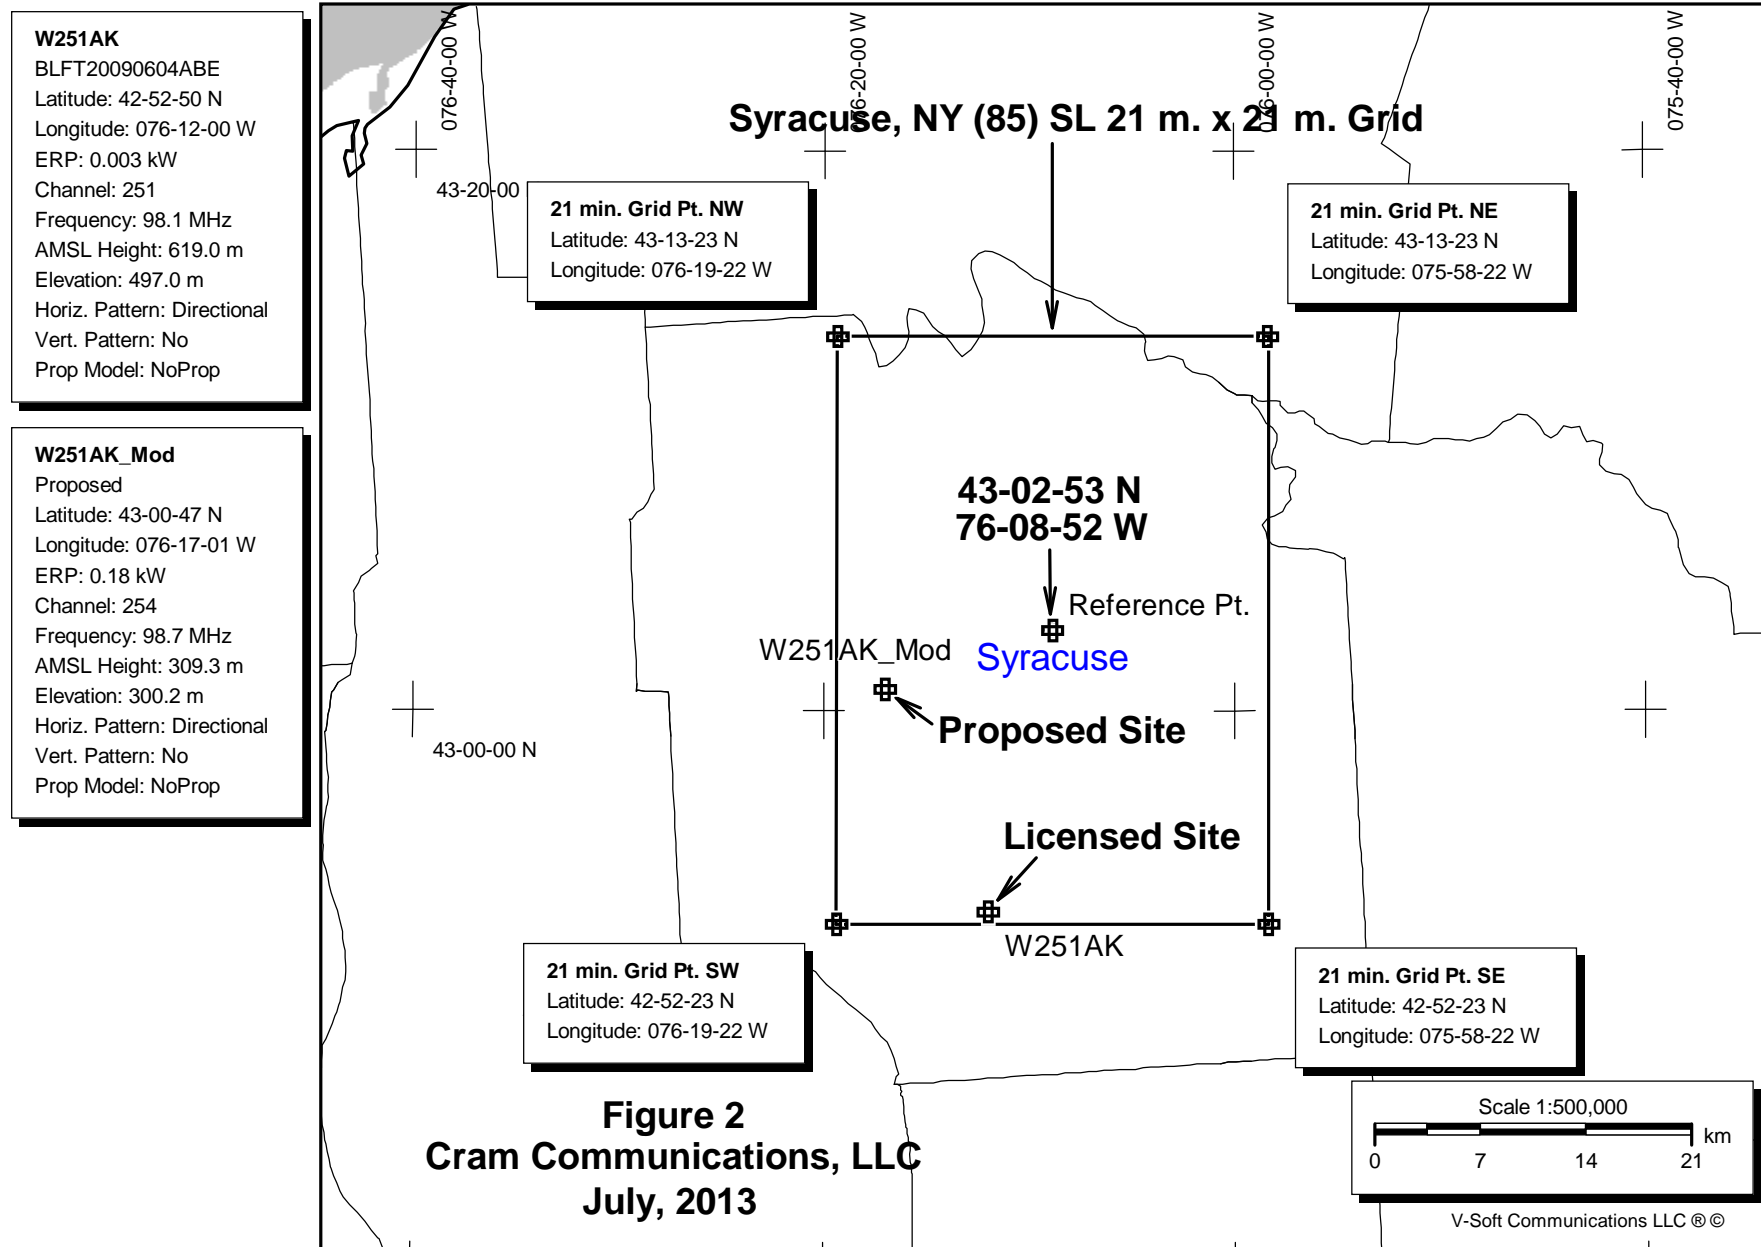 W251AK
BLFT20090604ABE
Latitude: 42-52-50 N
Longitude: 076-12-00 W
ERP: 0.003 kW
Channel: 251
Frequency: 98.1 MHz
AMSL Height: 619.0 m
Elevation: 497.0 m
Horiz. Pattern: Directional
Vert. Pattern: No
Prop Model: NoProp
W251AK_Mod
Proposed
Latitude: 43-00-47 N
Longitude: 076-17-01 W
ERP: 0.18 kW
Channel: 254
Frequency: 98.7 MHz
AMSL Height: 309.3 m
Elevation: 300.2 m
Horiz. Pattern: Directional
Vert. Pattern: No
Prop Model: NoProp
076-40-00 W
076-20-00 W
076-00-00 W
075-40-00 W
Syracuse, NY (85) SL 21 m. x 21 m. Grid
43-20-00
21 min. Grid Pt. NW
Latitude: 43-13-23 N
Longitude: 076-19-22 W
21 min. Grid Pt. NE
Latitude: 43-13-23 N
Longitude: 075-58-22 W
43-02-53 N
76-08-52 W
Reference Pt.
W251AK_Mod
Syracuse
Proposed Site
43-00-00 N
Licensed Site
W251AK
21 min. Grid Pt. SW
Latitude: 42-52-23 N
Longitude: 076-19-22 W
21 min. Grid Pt. SE
Latitude: 42-52-23 N
Longitude: 075-58-22 W
Figure 2
Cram Communications, LLC
July, 2013
Scale 1:500,000
km
0 7 14 21
V-Soft Communications LLC ® ©